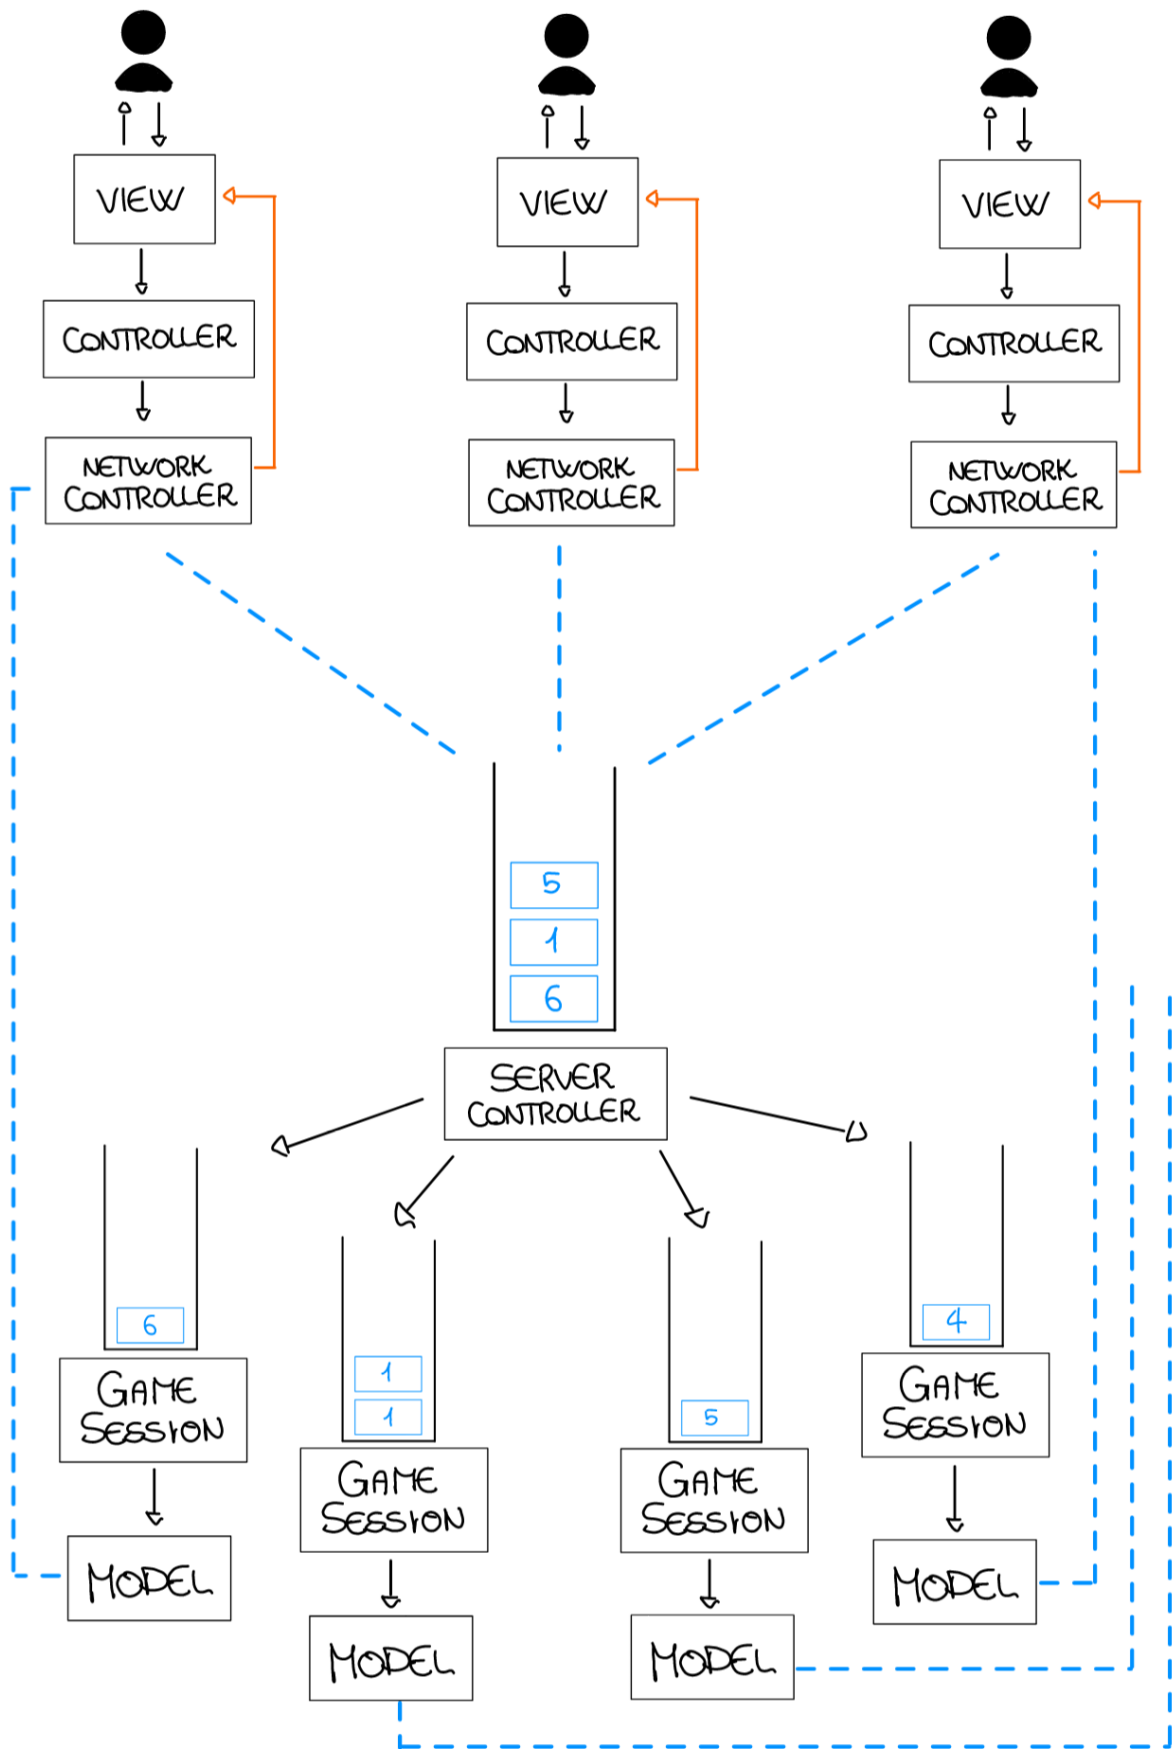 VIEW
VIEW
VIEW
CONTROLLER
CONTROLLER
CONTROLLER
NETWORK
CONTROLLER
NETWORK
CONTROLLER
NETWORK
CONTROLLER
5
1
6
SERVER
CONTROLLER
6
GAME
SESSION
MODEL
1
1
GAME
SESSION
MODEL
5
GAME
SESSION
MODEL
4
GAME
SESSION
MODEL